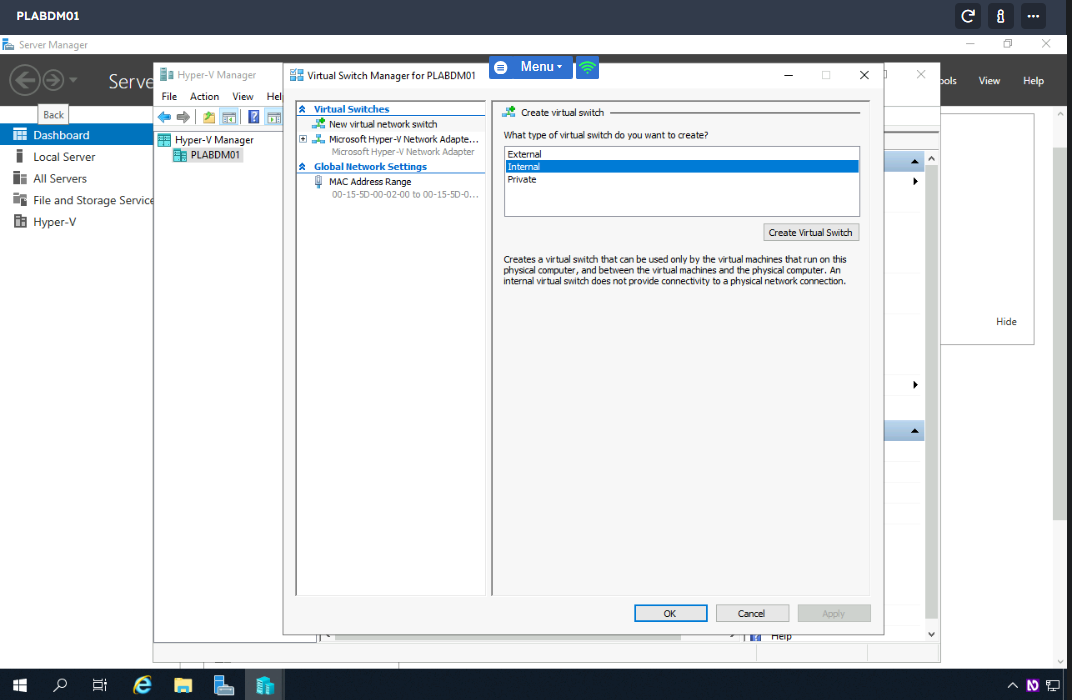 PLABDM01
Server Manager
Serve
ools
View
Help
Back
Dashboard
Local Server
All Servers
File and Storage Service
Hyper-V
Hide
Hyper-V Manager
File
Action
View
Hel
Hyper-V Manager
PLABDM01
Help
Virtual Switch Manager for PLABDM01
Menu
Virtual Switches
New virtual network switch
Microsoft Hyper-V Network Adapte...
Microsoft Hyper-V Network Adapter
Global Network Settings
MAC Address Range
00-15-5D-00-02-00 to 00-15-5D-0...
Create virtual switch
What type of virtual switch do you want to create?
External
Internal
Private
Create Virtual Switch
Creates a virtual switch that can be used only by the virtual machines that run on this
physical computer, and between the virtual machines and the physical computer. An
internal virtual switch does not provide connectivity to a physical network connection.
OK
Cancel
Apply